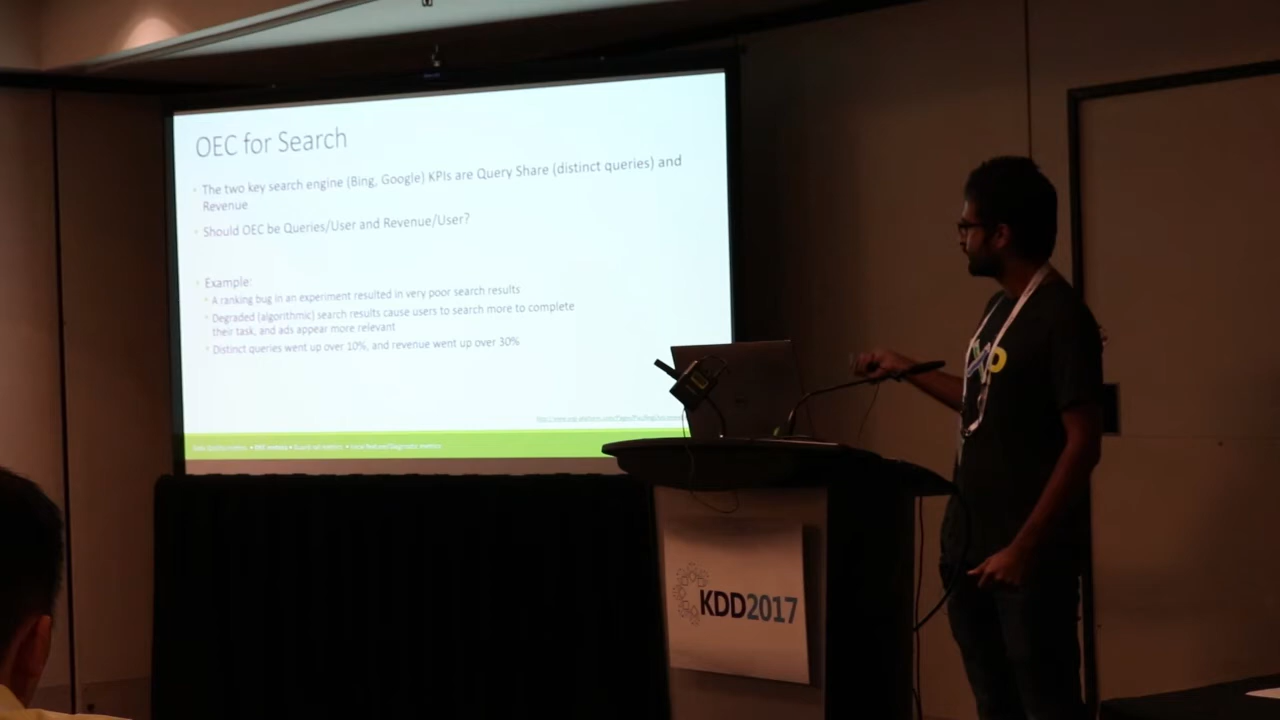 OEC for Search
• The two key search engine (Bing, Google) KPIs are Query Share (distinct queries) and
Revenue
• Should OEC be Queries/User and Revenue/User?
• Example:
• A ranking bug in an experiment resulted in very poor search results
• Degraded (algorithmic) search results cause users to search more to complete
their task, and ads appear more relevant
• Distinct queries went up over 10%, and revenue went up over 30%
KDD2017